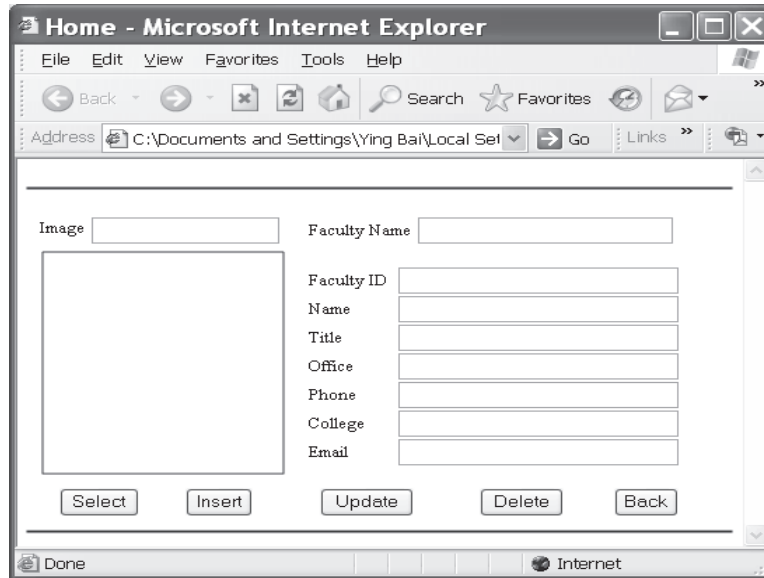 Home - Microsoft Internet Explorer
File Edit View Favorites Tools Help
Back Search Favorites »
Address C:\Documents and Settings\Ying Bai\Local Set Go Links »
Image Faculty Name
Faculty ID
Name
Title
Office
Phone
College
Email
Select Insert Update Delete Back
Done Internet